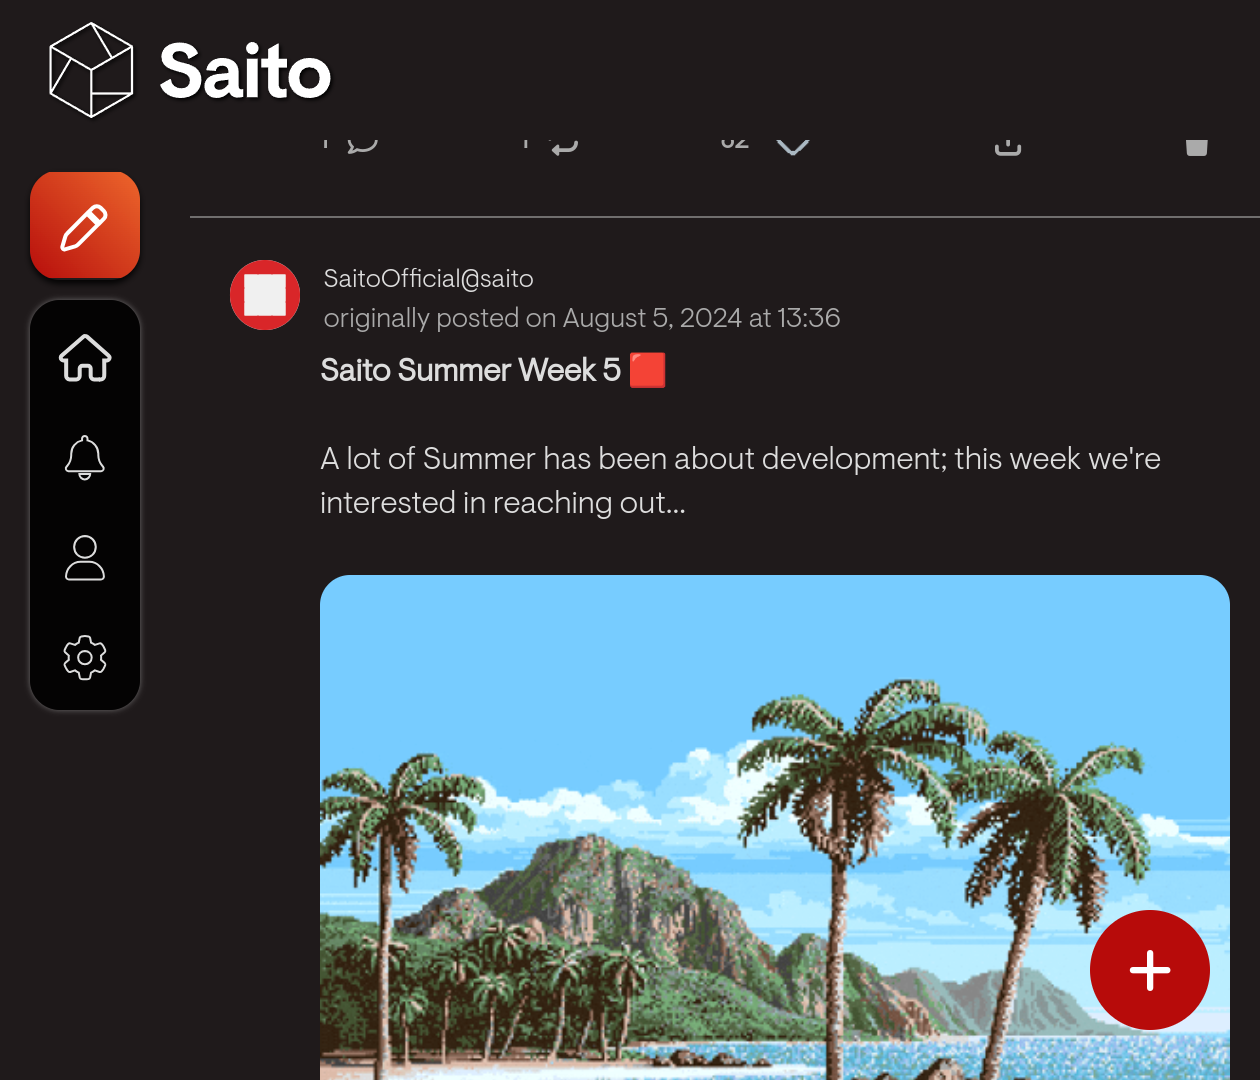 Saito
SaitoOfficial@saito
originally posted on August 5, 2024 at 13:36
Saito Summer Week 5 🟥
A lot of Summer has been about development; this week we're
interested in reaching out...